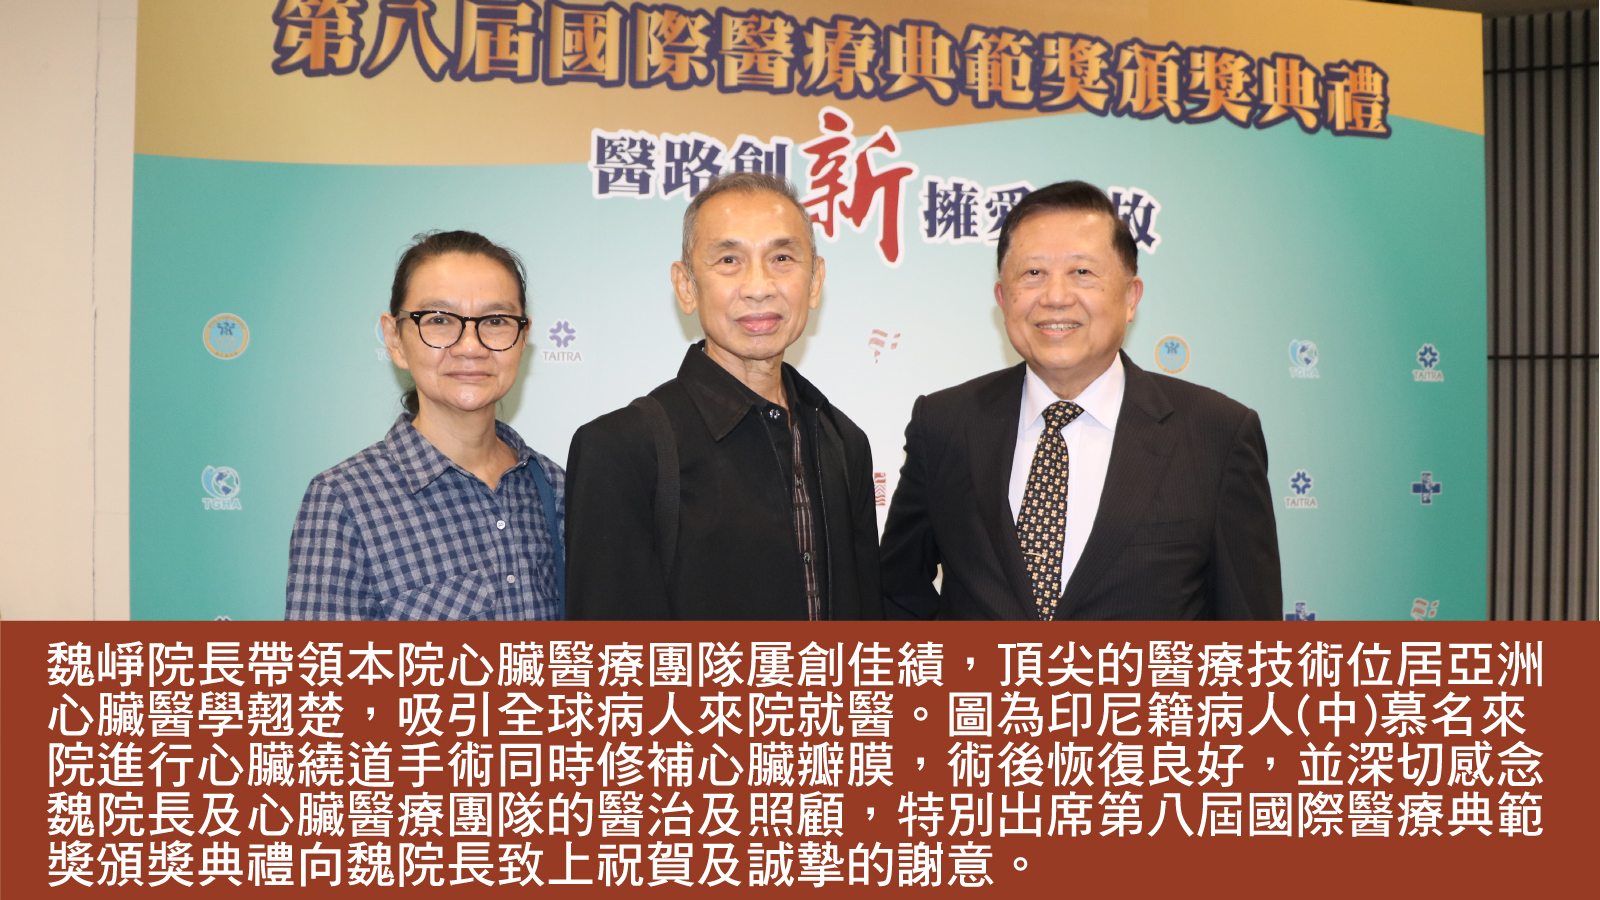 第八屆國際醫療典範獎頒獎典禮
醫路創新 擁愛 故
TAITRA
TGHA
TAITRA
TGHA
TAITRA
魏崢院長帶領本院心臟醫療團隊屢創佳績，頂尖的醫療技術位居亞洲
心臟醫學翹楚，吸引全球病人來院就醫。圖為印尼籍病人(中)慕名來
院進行心臟繞道手術同時修補心臟瓣膜，術後恢復良好，並深切感念
魏院長及心臟醫療團隊的醫治及照顧，特別出席第八屆國際醫療典範
獎頒獎典禮向魏院長致上祝賀及誠摯的謝意。